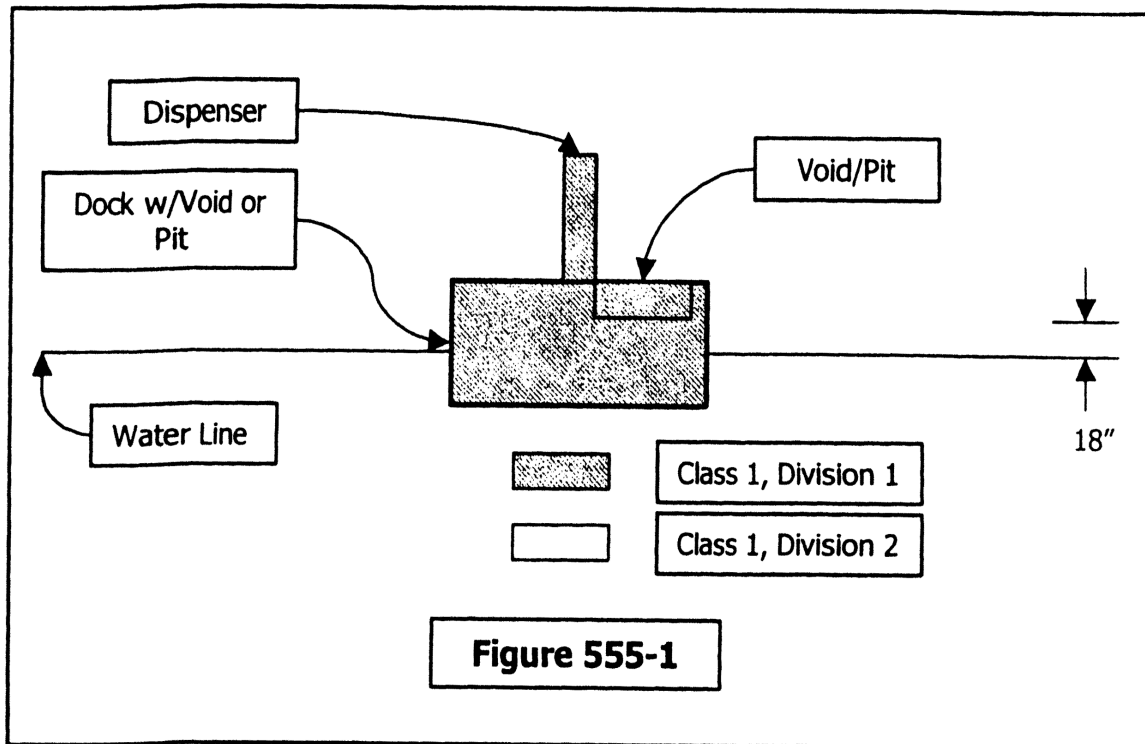 Dispenser
Void/Pit
Dock w/Void or
Pit
Water Line
18"
Class 1, Division 1
Class 1, Division 2
Figure 555-1